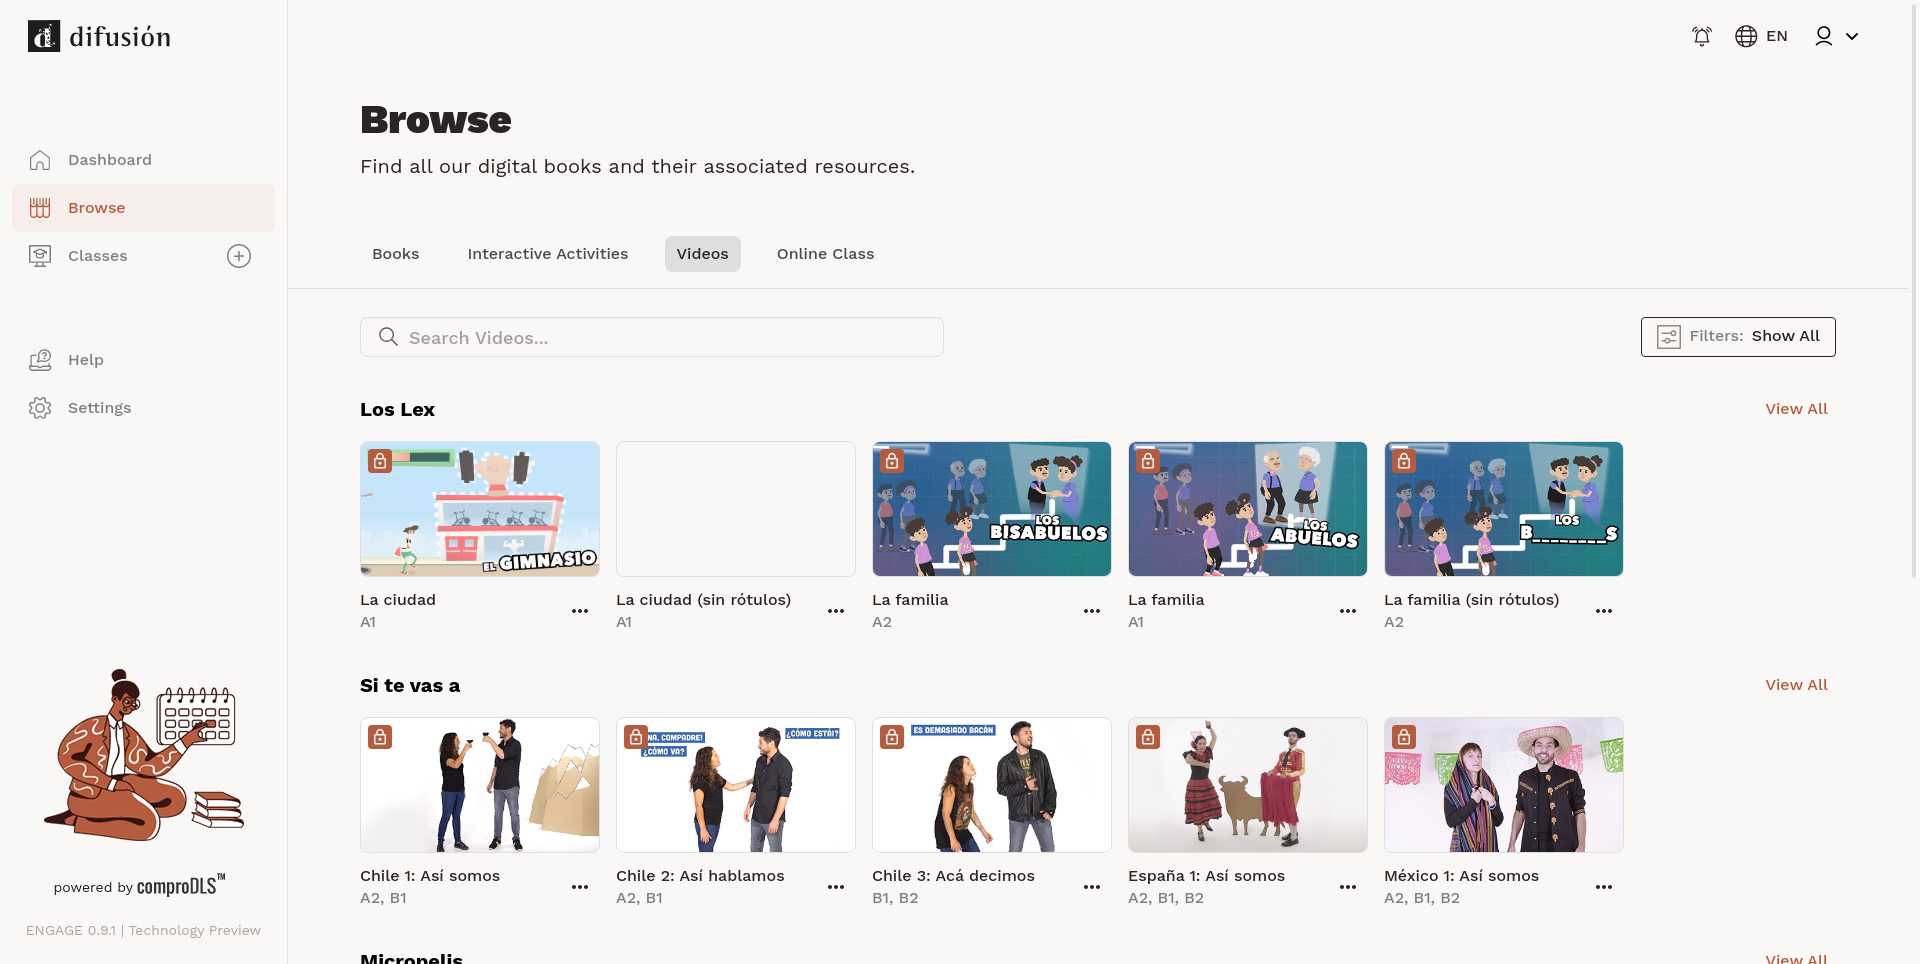 difusión
EN
Dashboard
Browse
Classes
Help
Settings
powered by comproDLS™
ENGAGE 0.9.1 | Technology Preview
Browse
Find all our digital books and their associated resources.
Books
Interactive Activities
Videos
Online Class
Search Videos...
Filters: Show All
Los Lex
View All
EL GIMNASIO
LOS
BISABUELOS
LOS
ABUELOS
LOS
B_______S
La ciudad
A1
La ciudad (sin rótulos)
A1
La familia
A2
La familia
A1
La familia (sin rótulos)
A2
Si te vas a
View All
NA, COMPADRE!
¿CÓMO VA?
¿CÓMO ESTÁI?
ES DEMASIADO BACÁN
Chile 1: Así somos
A2, B1
Chile 2: Así hablamos
A2, B1
Chile 3: Acá decimos
B1, B2
España 1: Así somos
A2, B1, B2
México 1: Así somos
A2, B1, B2
Micropelis
View All